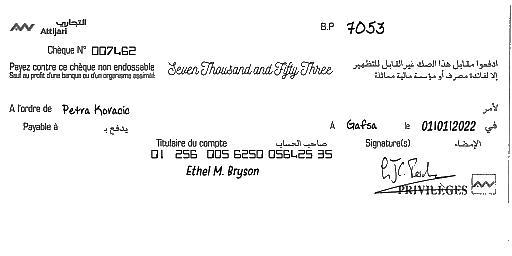 التجاري
Attijari
B.P 7053
Chèque N° 007462
Payez contre ce chèque non endossable
Sauf au profit d'une banque ou d'un organisme assimilé
Seven Thousand and Fifty Three
ادفعوا مقابل هذا الصك غير القابل للتظهير
إلا لفائدة مصرف أو مؤسسة مالية مماثلة
A l'ordre de Petra Kovacic لأمر
Payable à يدفع بـ A Gafsa le 01/01/2022 في
Titulaire du compte صاحب الحساب Signature(s) الإمضاء
01 256 005 6250 056425 35
Ethel M. Bryson
PRIVILÈGES